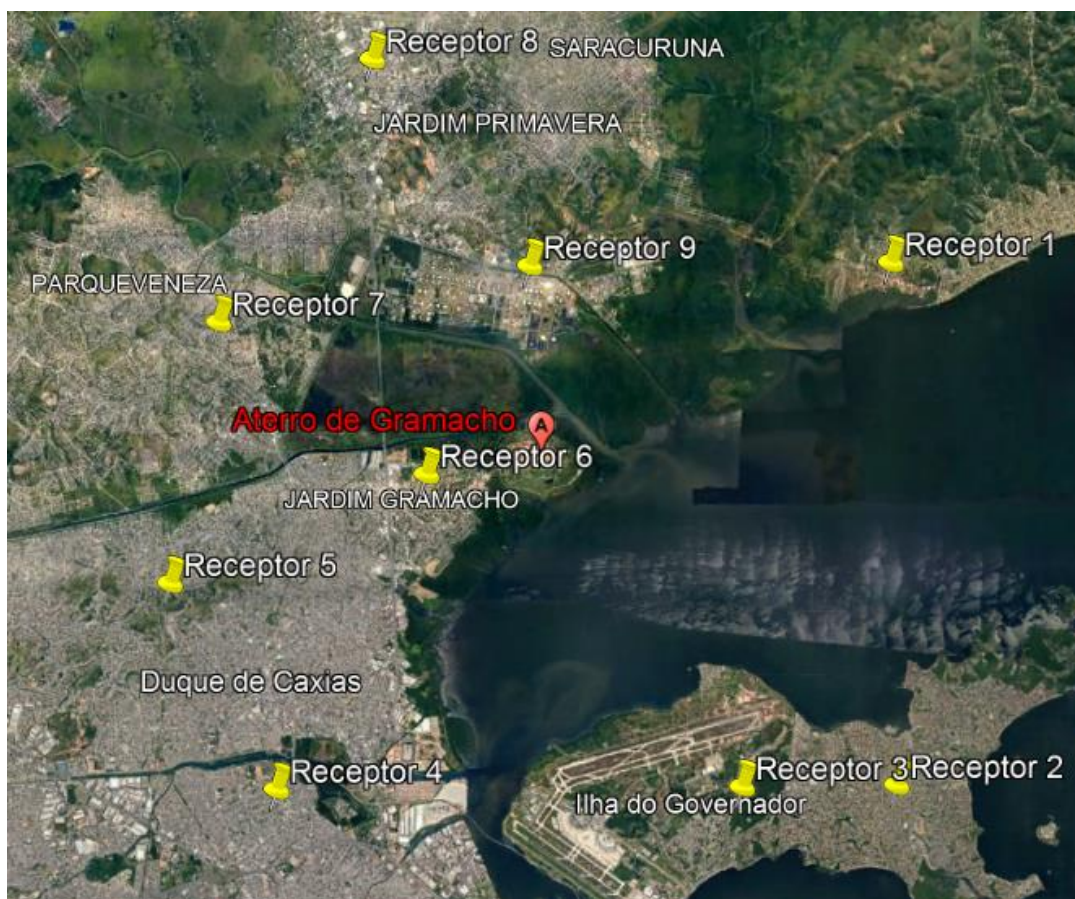 Receptor 8
SARACURUNA
JARDIM PRIMAVERA
Receptor 9
Receptor 1
PARQUEVENEZA
Receptor 7
Aterro de Gramacho
A
Receptor 6
JARDIM GRAMACHO
Receptor 5
Duque de Caxias
Receptor 4
Receptor 3
Receptor 2
Ilha do Governador